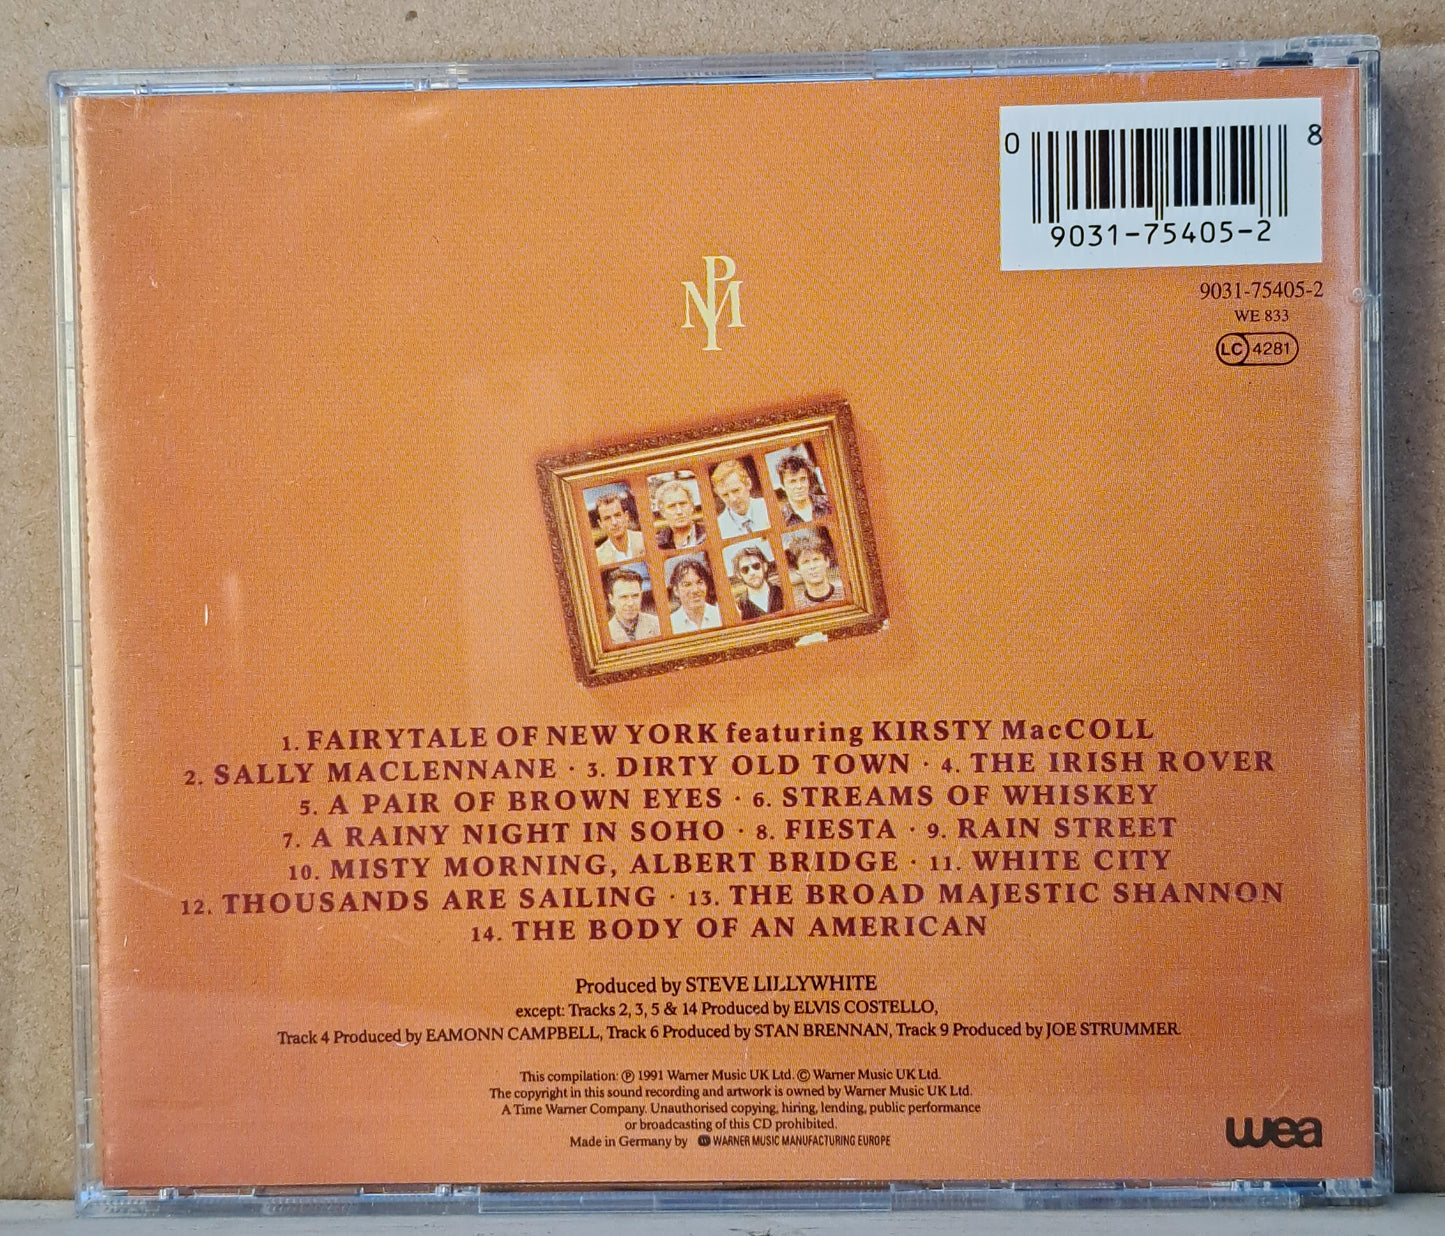 0 8
9031-75405-2
9031-75405-2
WE 833
LC 4281
PM
1. FAIRYTALE OF NEW YORK featuring KIRSTY MacCOLL
2. SALLY MACLENNANE · 3. DIRTY OLD TOWN · 4. THE IRISH ROVER
5. A PAIR OF BROWN EYES · 6. STREAMS OF WHISKEY
7. A RAINY NIGHT IN SOHO · 8. FIESTA · 9. RAIN STREET
10. MISTY MORNING, ALBERT BRIDGE · 11. WHITE CITY
12. THOUSANDS ARE SAILING · 13. THE BROAD MAJESTIC SHANNON
14. THE BODY OF AN AMERICAN
Produced by STEVE LILLYWHITE
except: Tracks 2, 3, 5 & 14 Produced by ELVIS COSTELLO,
Track 4 Produced by EAMONN CAMPBELL, Track 6 Produced by STAN BRENNAN, Track 9 Produced by JOE STRUMMER.
This compilation: ℗ 1991 Warner Music UK Ltd. © Warner Music UK Ltd.
The copyright in this sound recording and artwork is owned by Warner Music UK Ltd.
A Time Warner Company. Unauthorised copying, hiring, lending, public performance
or broadcasting of this CD prohibited.
Made in Germany by WARNER MUSIC MANUFACTURING EUROPE
wea